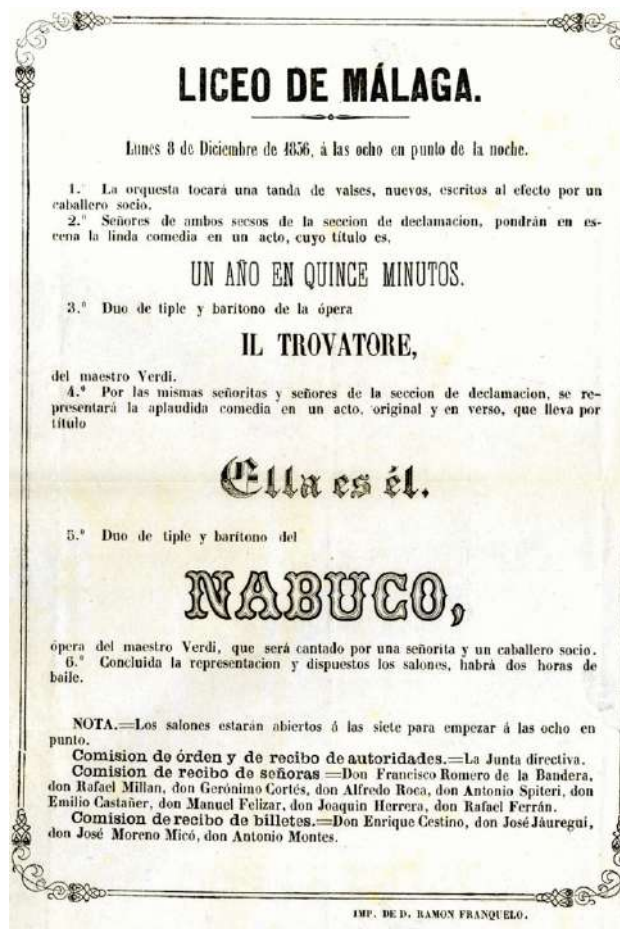 LICEO DE MÁLAGA.
Lunes 8 de Diciembre de 1856, á las ocho en punto de la noche.
1.° La orquesta tocará una tanda de valses, nuevos, escritos al efecto por un
caballero socio.
2.° Señores de ambos secsos de la seccion de declamacion, pondrán en es-
cena la linda comedia en un acto, cuyo título es,
UN AÑO EN QUINCE MINUTOS.
3.° Duo de tiple y barítono de la ópera
IL TROVATORE,
del maestro Verdi.
4.° Por las mismas señoritas y señores de la seccion de declamacion, se re-
presentará la aplaudida comedia en un acto, original y en verso, que lleva por
título
Ella es él.
5.° Duo de tiple y barítono del
NABUCO,
ópera del maestro Verdi, que será cantado por una señorita y un caballero socio.
6.° Concluida la representacion y dispuestos los salones, habrá dos horas de
baile.
NOTA.=Los salones estarán abiertos á las siete para empezar á las ocho en
punto.
Comision de órden y de recibo de autoridades.=La Junta directiva.
Comision de recibo de señoras =Don Francisco Romero de la Bandera,
don Rafael Millan, don Gerónimo Cortés, don Alfredo Roca, don Antonio Spiteri, don
Emilio Castañer, don Manuel Felizar, don Joaquin Herrera, don Rafael Ferrán.
Comision de recibo de billetes.=Don Enrique Cestino, don José Jáuregui,
don José Moreno Micó, don Antonio Montes.
IMP. DE D. RAMON FRANQUELO.